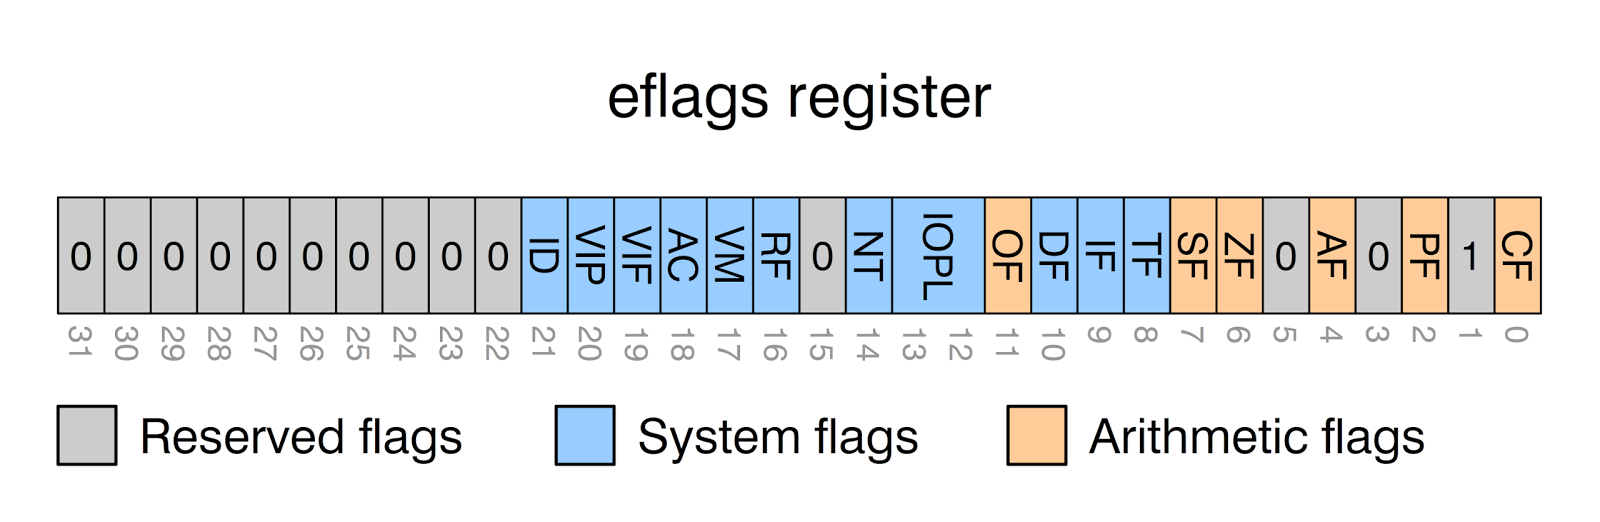 eflags register
0 0 0 0 0 0 0 0 0 0 ID VIP VIF AC VM RF 0 NT IOPL OF DF IF TF SF ZF 0 AF 0 PF 1 CF
31 30 29 28 27 26 25 24 23 22 21 20 19 18 17 16 15 14 13 12 11 10 9 8 7 6 5 4 3 2 1 0
Reserved flags System flags Arithmetic flags